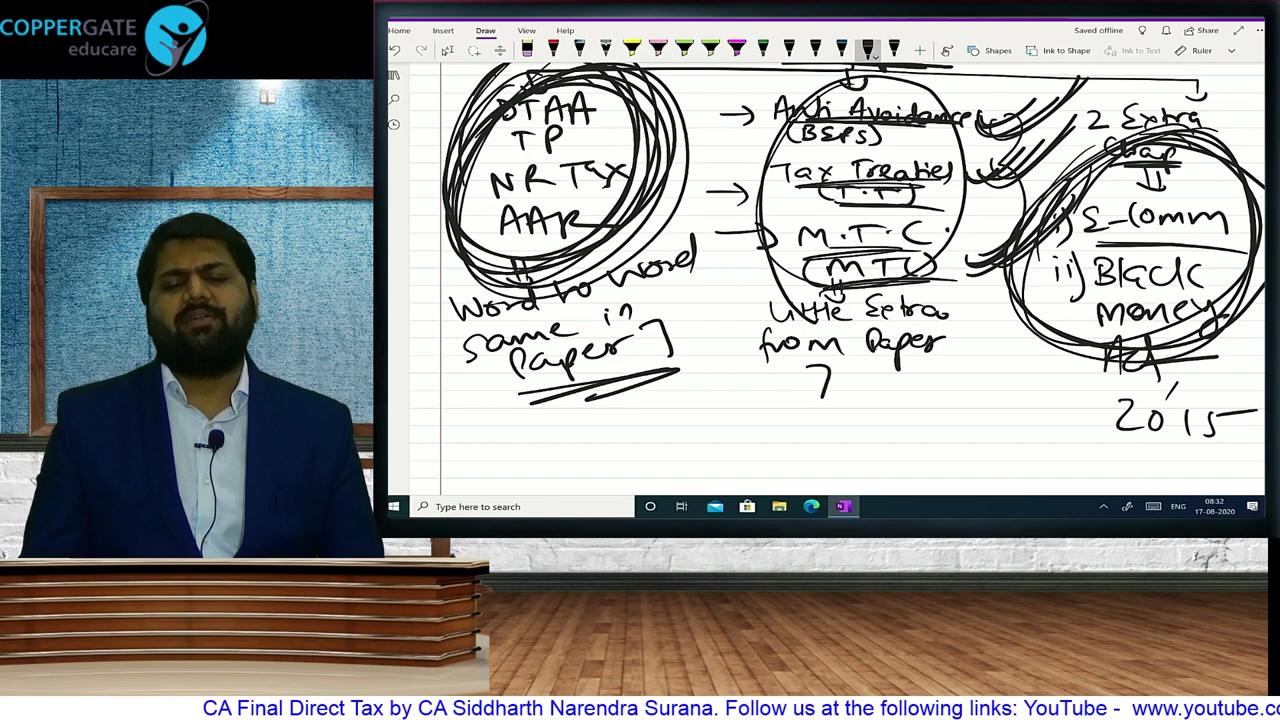 COPPERGATE
educare
Home Insert Draw View Help
Saved offline
Share
Shapes
Ink to Shape
Ink to Text
Ruler
DTAA
TP
NR Tax
AAR
Word to word
same in
Paper]
→ Anti Avoidance
(BEPS)
→ Tax Treaties
(T.T)
→ M.T.C.
(MTC)
Little Extra
from Paper
7
2 Extra
Chap
i) E-Comm
ii) Black
money
Act,
2015
Type here to search
ENG
08:32
17-08-2020
CA Final Direct Tax by CA Siddharth Narendra Surana. Follow us at the following links: YouTube - www.youtube.c